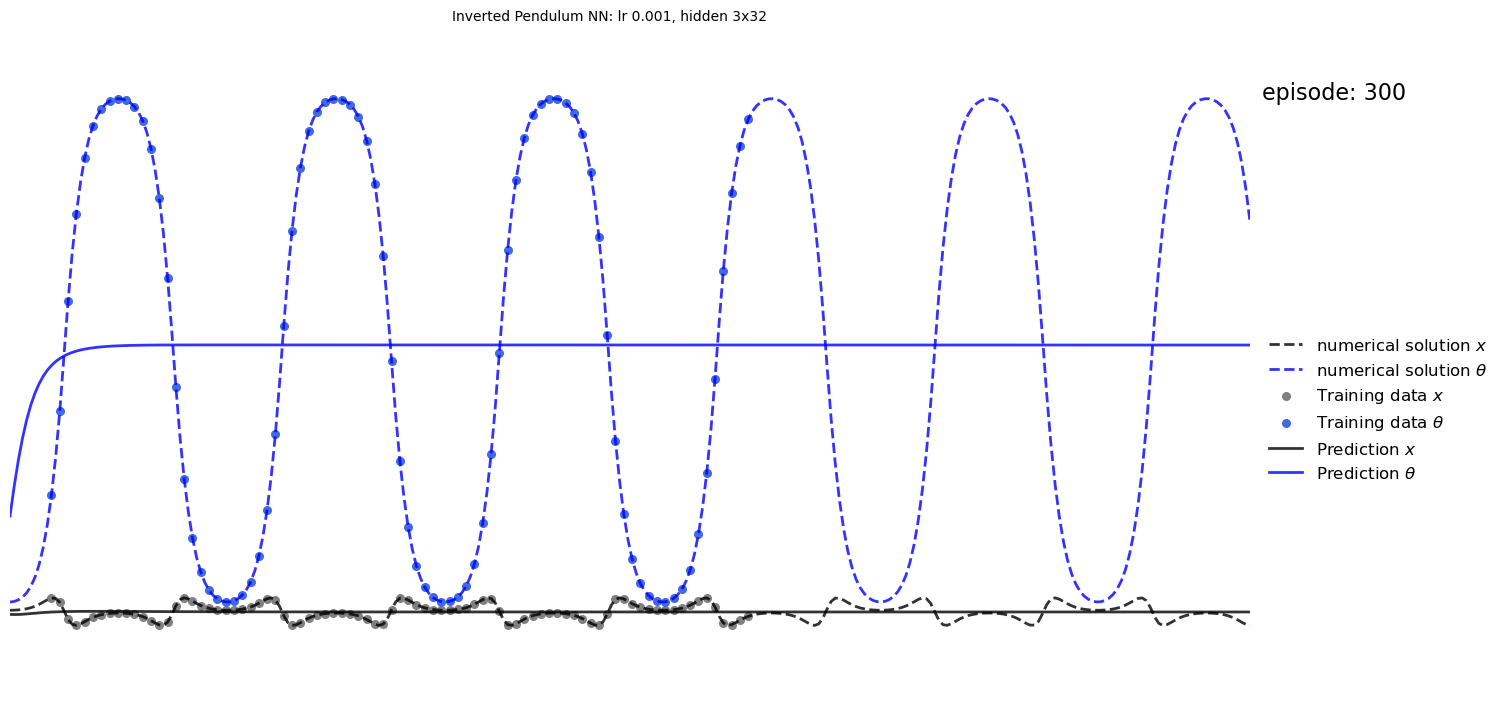 Inverted Pendulum NN: lr 0.001, hidden 3x32
episode: 300
numerical solution x
numerical solution θ
Training data x
Training data θ
Prediction x
Prediction θ